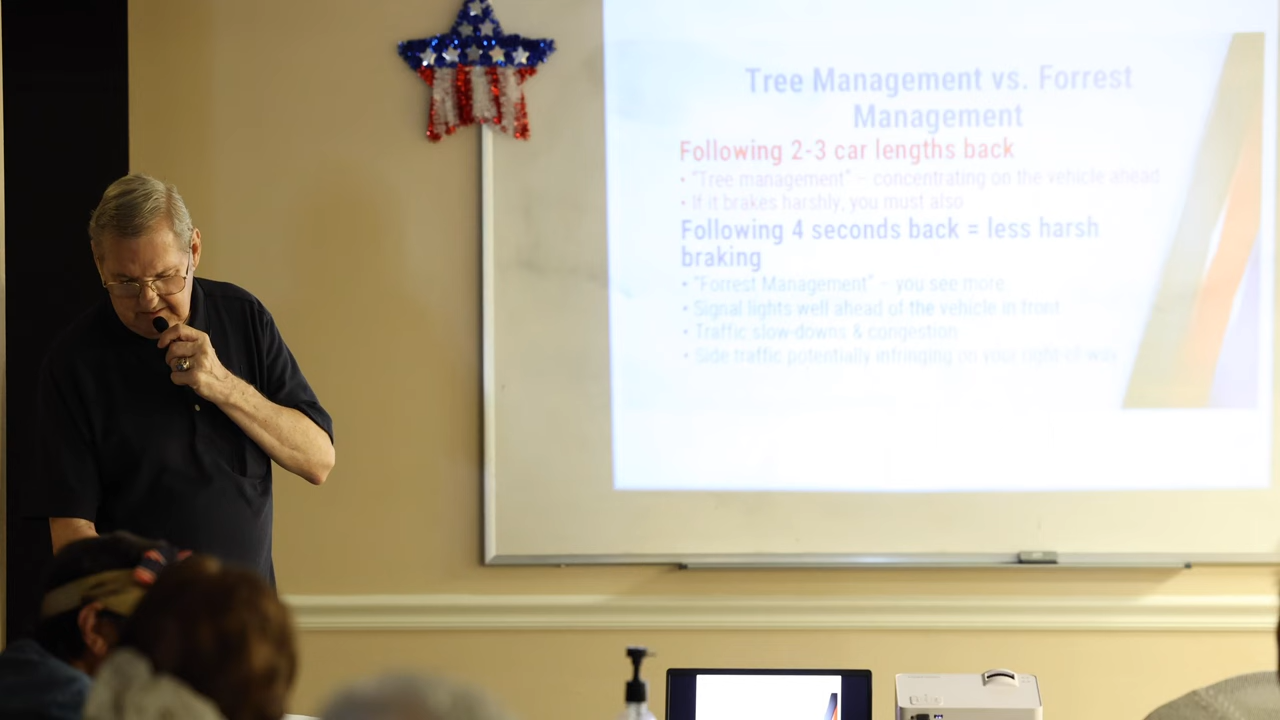 Tree Management vs. Forrest
Management
Following 2-3 car lengths back
• "Tree management" - concentrating on the vehicle ahead
• If it brakes harshly, you must also
Following 4 seconds back = less harsh
braking
• "Forrest Management" - you see more
• Signal lights well ahead of the vehicle in front
• Traffic slow-downs & congestion
• Side traffic potentially infringing on your right-of-way